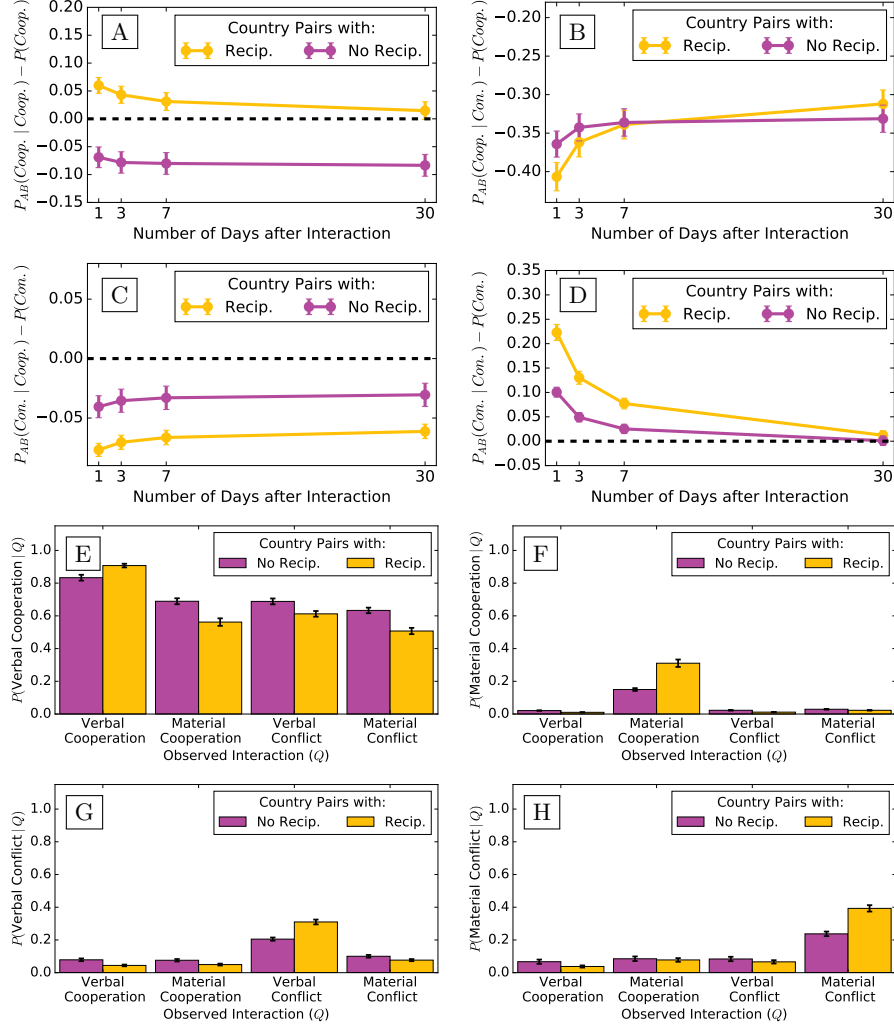 A
Country Pairs with:
Recip. No Recip.
P_AB(Coop. | Coop.) − P(Coop.)
0.20
0.15
0.10
0.05
0.00
−0.05
−0.10
−0.15
1 3 7 30
Number of Days after Interaction
B
Country Pairs with:
Recip. No Recip.
P_AB(Coop. | Con.) − P(Coop.)
−0.20
−0.25
−0.30
−0.35
−0.40
1 3 7 30
Number of Days after Interaction
C
Country Pairs with:
Recip. No Recip.
P_AB(Con. | Coop.) − P(Con.)
0.05
0.00
−0.05
1 3 7 30
Number of Days after Interaction
D
Country Pairs with:
Recip. No Recip.
P_AB(Con. | Con.) − P(Con.)
0.35
0.30
0.25
0.20
0.15
0.10
0.05
0.00
−0.05
1 3 7 30
Number of Days after Interaction
E
Country Pairs with:
No Recip. Recip.
P(Verbal Cooperation | Q)
1.0
0.8
0.6
0.4
0.2
0.0
Verbal Material Verbal Material
Cooperation Cooperation Conflict Conflict
Observed Interaction (Q)
F
Country Pairs with:
No Recip. Recip.
P(Material Cooperation | Q)
1.0
0.8
0.6
0.4
0.2
0.0
Verbal Material Verbal Material
Cooperation Cooperation Conflict Conflict
Observed Interaction (Q)
G
Country Pairs with:
No Recip. Recip.
P(Verbal Conflict | Q)
1.0
0.8
0.6
0.4
0.2
0.0
Verbal Material Verbal Material
Cooperation Cooperation Conflict Conflict
Observed Interaction (Q)
H
Country Pairs with:
No Recip. Recip.
P(Material Conflict | Q)
1.0
0.8
0.6
0.4
0.2
0.0
Verbal Material Verbal Material
Cooperation Cooperation Conflict Conflict
Observed Interaction (Q)